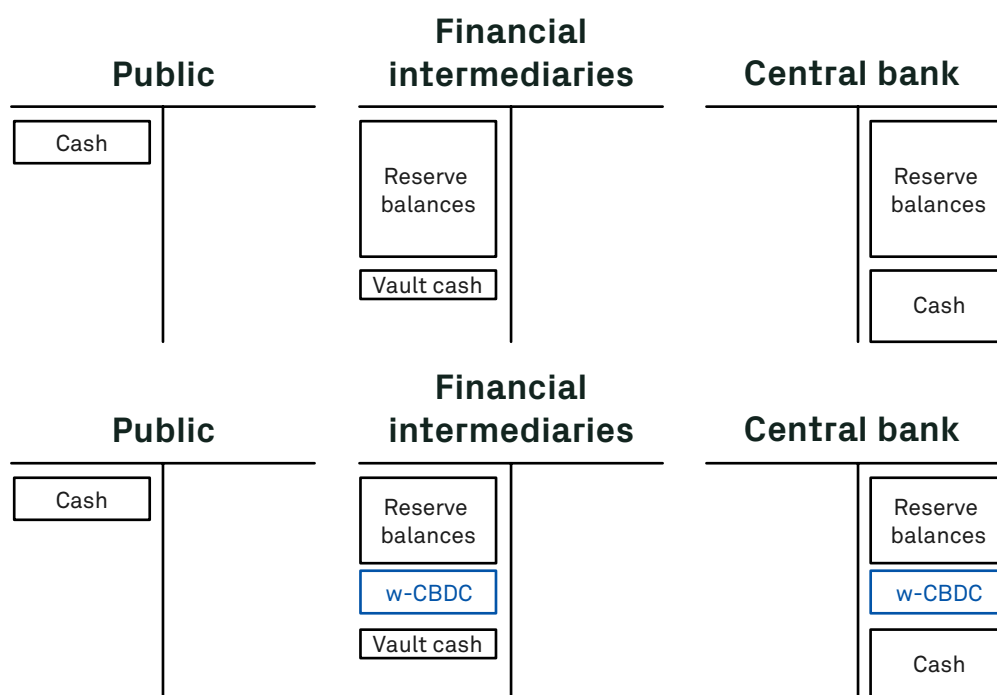 Public
Financial
intermediaries
Central bank
Cash
Reserve
balances
Vault cash
Reserve
balances
Cash
Public
Financial
intermediaries
Central bank
Cash
Reserve
balances
w-CBDC
Vault cash
Reserve
balances
w-CBDC
Cash